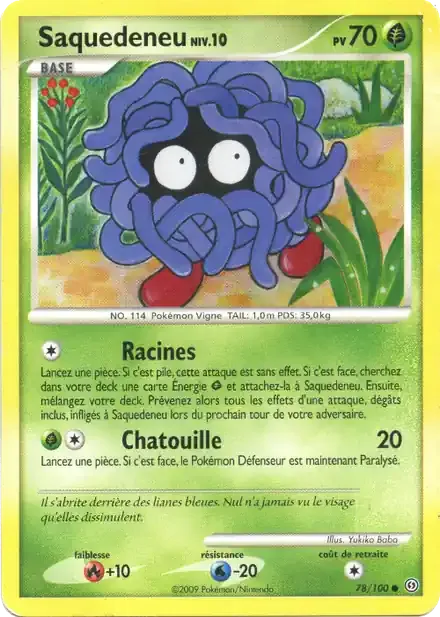 Saquedeneu NIV.10 PV 70
BASE
NO. 114 Pokémon Vigne TAIL: 1,0m PDS: 35,0kg
Racines
Lancez une pièce. Si c'est pile, cette attaque est sans effet. Si c'est face, cherchez
dans votre deck une carte Énergie et attachez-la à Saquedeneu. Ensuite,
mélangez votre deck. Prévenez alors tous les effets d'une attaque, dégâts
inclus, infligés à Saquedeneu lors du prochain tour de votre adversaire.
Chatouille 20
Lancez une pièce. Si c'est face, le Pokémon Défenseur est maintenant Paralysé.
Il s'abrite derrière des lianes bleues. Nul n'a jamais vu le visage
qu'elles dissimulent.
Illus. Yukiko Baba
faiblesse résistance coût de retraite
+10 -20
©2009 Pokémon/Nintendo 78/100